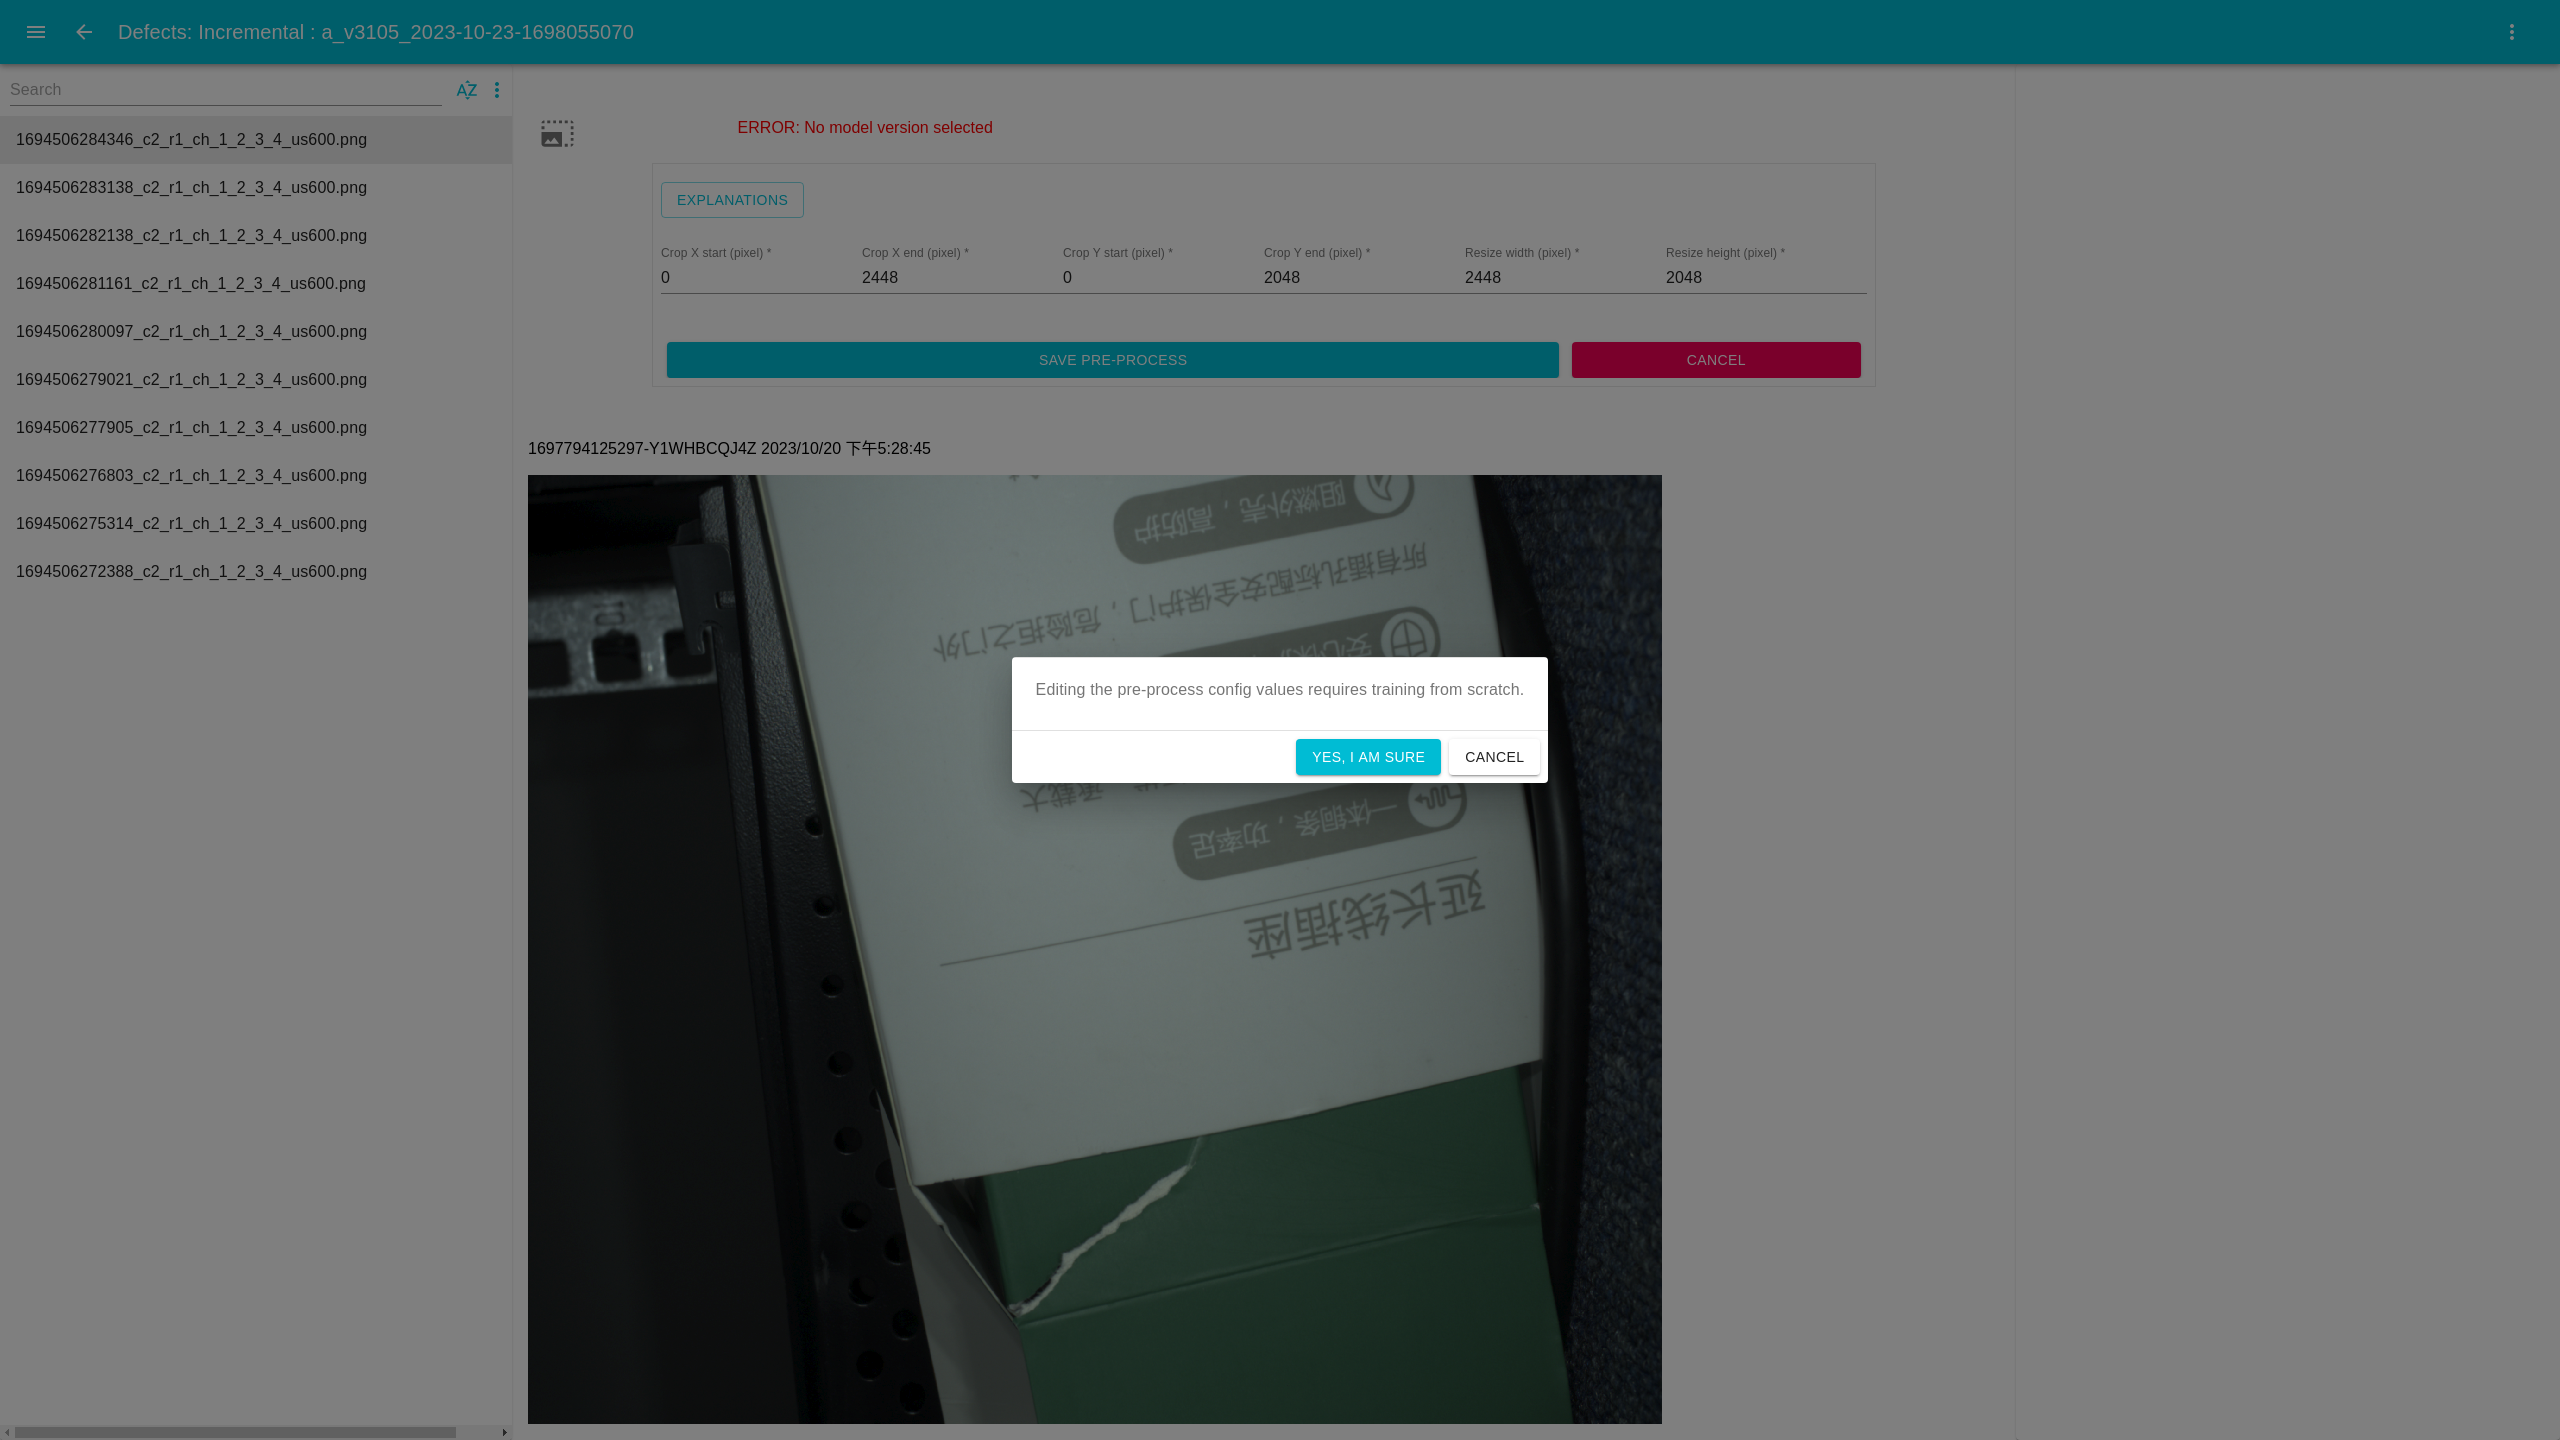 Defects: Incremental : a_v3105_2023-10-23-1698055070
Search
AZ
1694506284346_c2_r1_ch_1_2_3_4_us600.png
1694506283138_c2_r1_ch_1_2_3_4_us600.png
1694506282138_c2_r1_ch_1_2_3_4_us600.png
1694506281161_c2_r1_ch_1_2_3_4_us600.png
1694506280097_c2_r1_ch_1_2_3_4_us600.png
1694506279021_c2_r1_ch_1_2_3_4_us600.png
1694506277905_c2_r1_ch_1_2_3_4_us600.png
1694506276803_c2_r1_ch_1_2_3_4_us600.png
1694506275314_c2_r1_ch_1_2_3_4_us600.png
1694506272388_c2_r1_ch_1_2_3_4_us600.png
ERROR: No model version selected
EXPLANATIONS
Crop X start (pixel) * Crop X end (pixel) * Crop Y start (pixel) * Crop Y end (pixel) * Resize width (pixel) * Resize height (pixel) *
0 2448 0 2048 2448 2048
SAVE PRE-PROCESS CANCEL
1697794125297-Y1WHBCQJ4Z 2023/10/20 下午5:28:45
Editing the pre-process config values requires training from scratch.
YES, I AM SURE CANCEL
延长线插座
一体铜条，功率足
承载大
所有插孔标配安全保护门，危险拒之门外
阻燃外壳，高防护